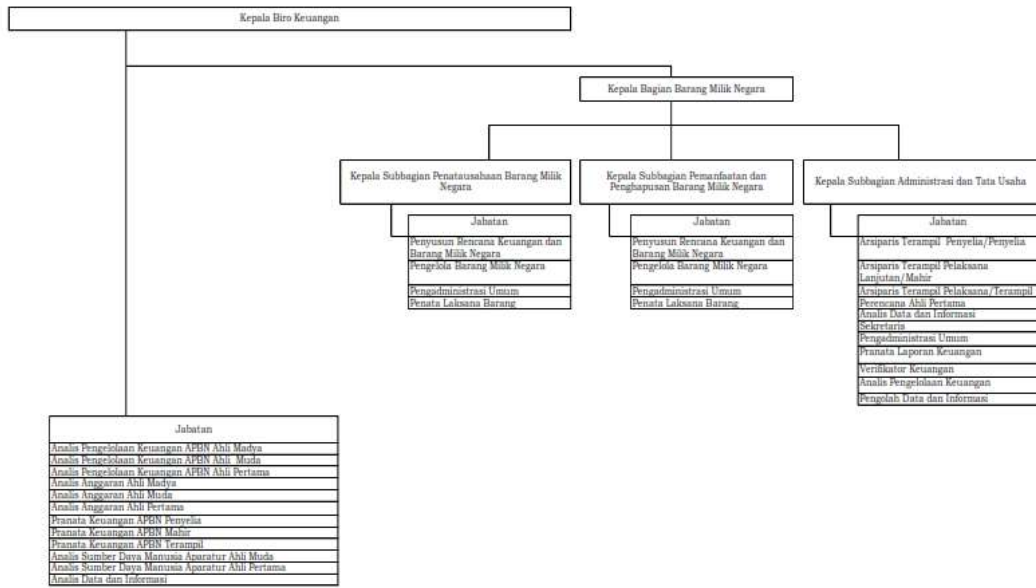 Kepala Biro Keuangan
Kepala Bagian Barang Milik Negara
Kepala Subbagian Penatausahaan Barang Milik
Negara
Kepala Subbagian Pemanfaatan dan
Penghapusan Barang Milik Negara
Kepala Subbagian Administrasi dan Tata Usaha
Jabatan
Penyusun Rencana Keuangan dan
Barang Milik Negara
Pengelola Barang Milik Negara
Pengadministrasi Umum
Penata Laksana Barang
Jabatan
Penyusun Rencana Keuangan dan
Barang Milik Negara
Pengelola Barang Milik Negara
Pengadministrasi Umum
Penata Laksana Barang
Jabatan
Arsiparis Terampil Penyelia/Penyelia
Arsiparis Terampil Pelaksana
Lanjutan/Mahir
Arsiparis Terampil Pelaksana/Terampil
Perencana Ahli Pertama
Analis Data dan Informasi
Sekretaris
Pengadministrasi Umum
Pranata Laporan Keuangan
Verifikator Keuangan
Analis Pengelolaan Keuangan
Pengolah Data dan Informasi
Jabatan
Analis Pengelolaan Keuangan APBN Ahli Madya
Analis Pengelolaan Keuangan APBN Ahli Muda
Analis Pengelolaan Keuangan APBN Ahli Pertama
Analis Anggaran Ahli Madya
Analis Anggaran Ahli Muda
Analis Anggaran Ahli Pertama
Pranata Keuangan APBN Penyelia
Pranata Keuangan APBN Mahir
Pranata Keuangan APBN Terampil
Analis Sumber Daya Manusia Aparatur Ahli Muda
Analis Sumber Daya Manusia Aparatur Ahli Pertama
Analis Data dan Informasi